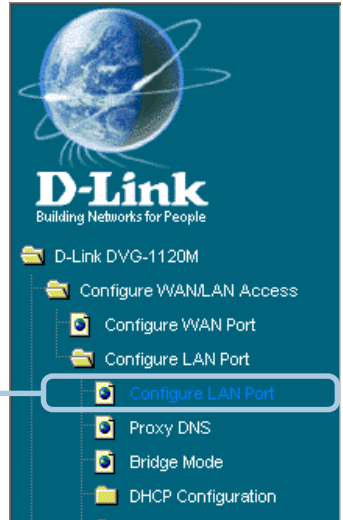 D-Link
Building Networks for People
D-Link DVG-1120M
Configure WAN/LAN Access
Configure WAN Port
Configure LAN Port
Configure LAN Port
Proxy DNS
Bridge Mode
DHCP Configuration